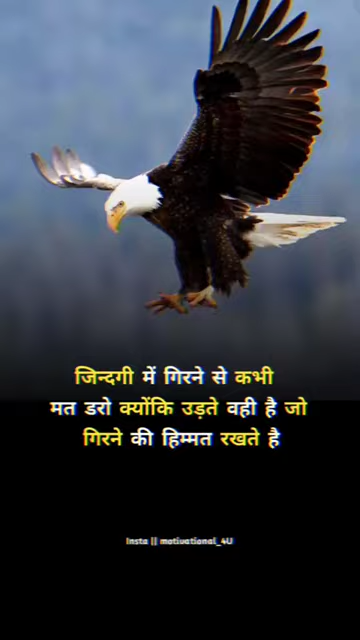 जिन्दगी में गिरने से कभी
मत डरो क्योंकि उड़ते वही है जो
गिरने की हिम्मत रखते है
Insta || motivational_4U